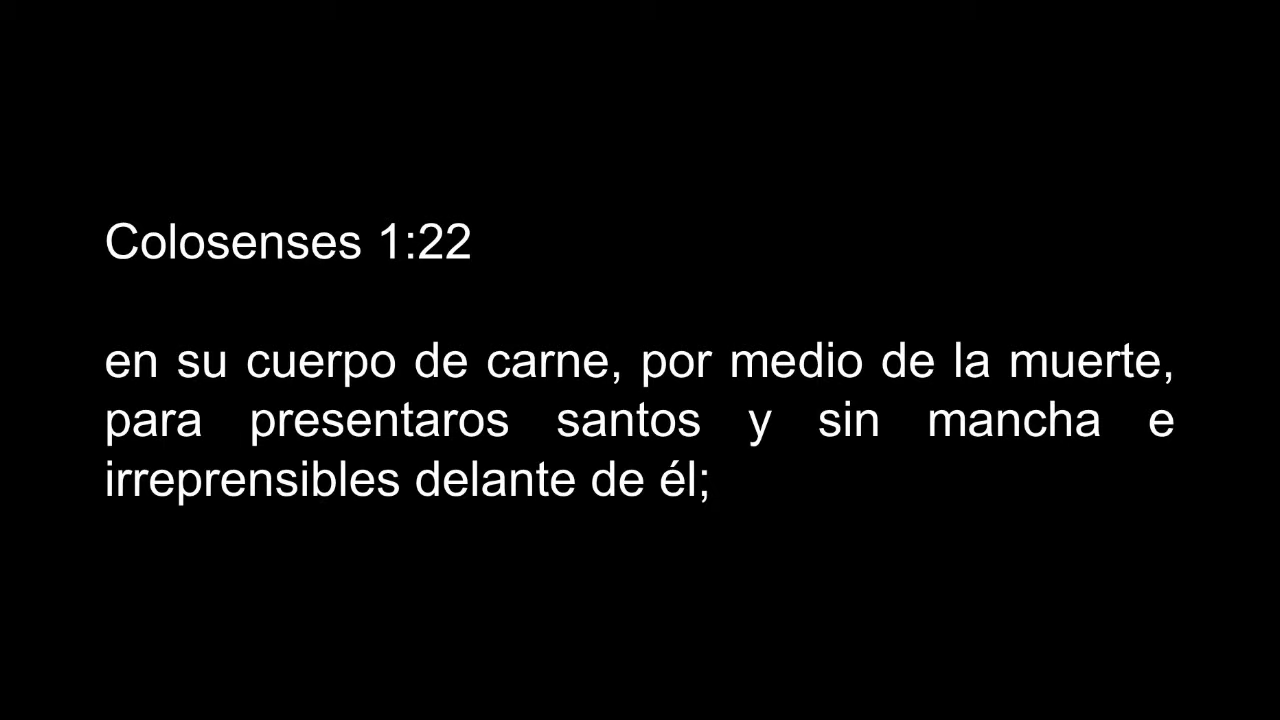 Colosenses 1:22
en su cuerpo de carne, por medio de la muerte,
para presentaros santos y sin mancha e
irreprensibles delante de él;